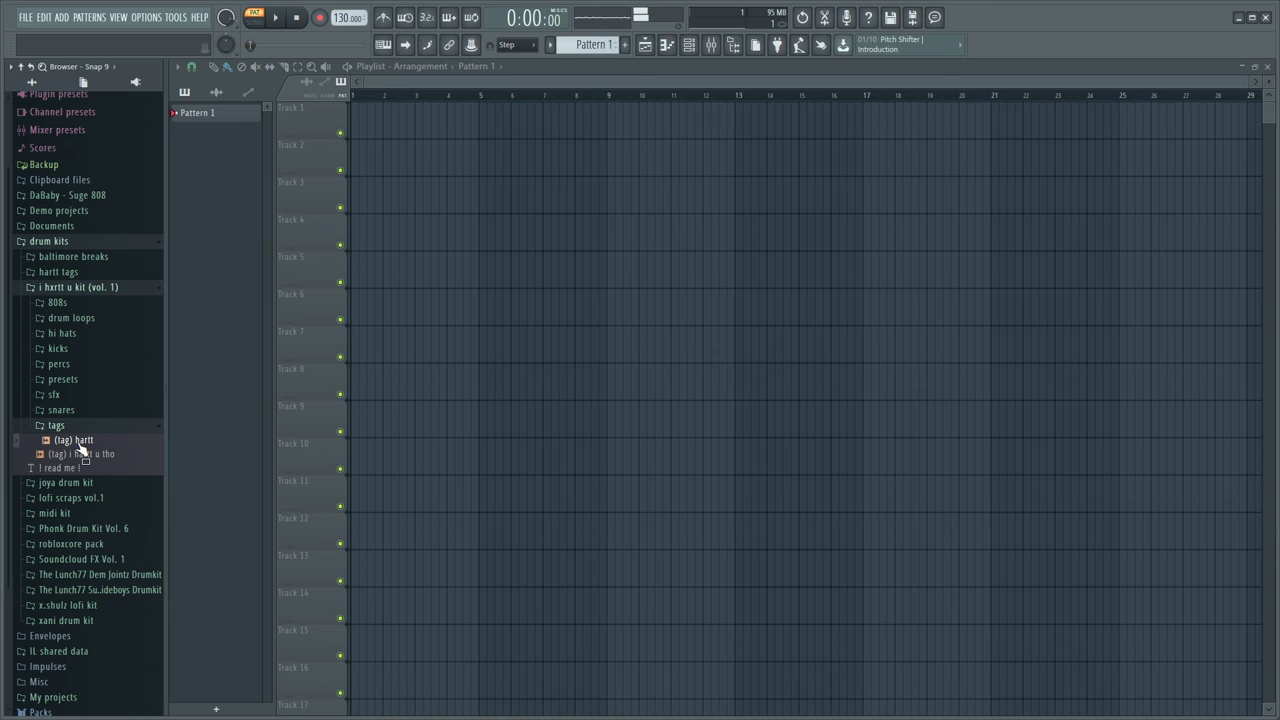 FILE EDIT ADD PATTERNS VIEW OPTIONS TOOLS HELP
PAT
SONG
130.000
3.2:
0:00:00
M:S:CS
1
95 MB
0
Step
Pattern 1
01/10 Pitch Shifter |
Introduction
Browser - Snap 9
Playlist - Arrangement
Pattern 1
Plugin presets
Channel presets
Mixer presets
Scores
Backup
Clipboard files
DaBaby - Suge 808
Demo projects
Documents
drum kits
baltimore breaks
hartt tags
i hxrtt u kit (vol. 1)
808s
drum loops
hi hats
kicks
percs
presets
sfx
snares
tags
(tag) hartt
(tag) i u tho
! read me !
joya drum kit
lofi scraps vol.1
midi kit
Phonk Drum Kit Vol. 6
robloxcore pack
Soundcloud FX Vol. 1
The Lunch77 Dem Jointz Drumkit
The Lunch77 Su..ideboys Drumkit
x.shulz lofi kit
xani drum kit
Envelopes
IL shared data
Impulses
Misc
My projects
Packs
Pattern 1
1 2 3 4 5 6 7 8 9 10 11 12 13 14 15 16 17 18 19 20 21 22 23 24 25 26 27 28 29
Track 1
Track 2
Track 3
Track 4
Track 5
Track 6
Track 7
Track 8
Track 9
Track 10
Track 11
Track 12
Track 13
Track 14
Track 15
Track 16
Track 17